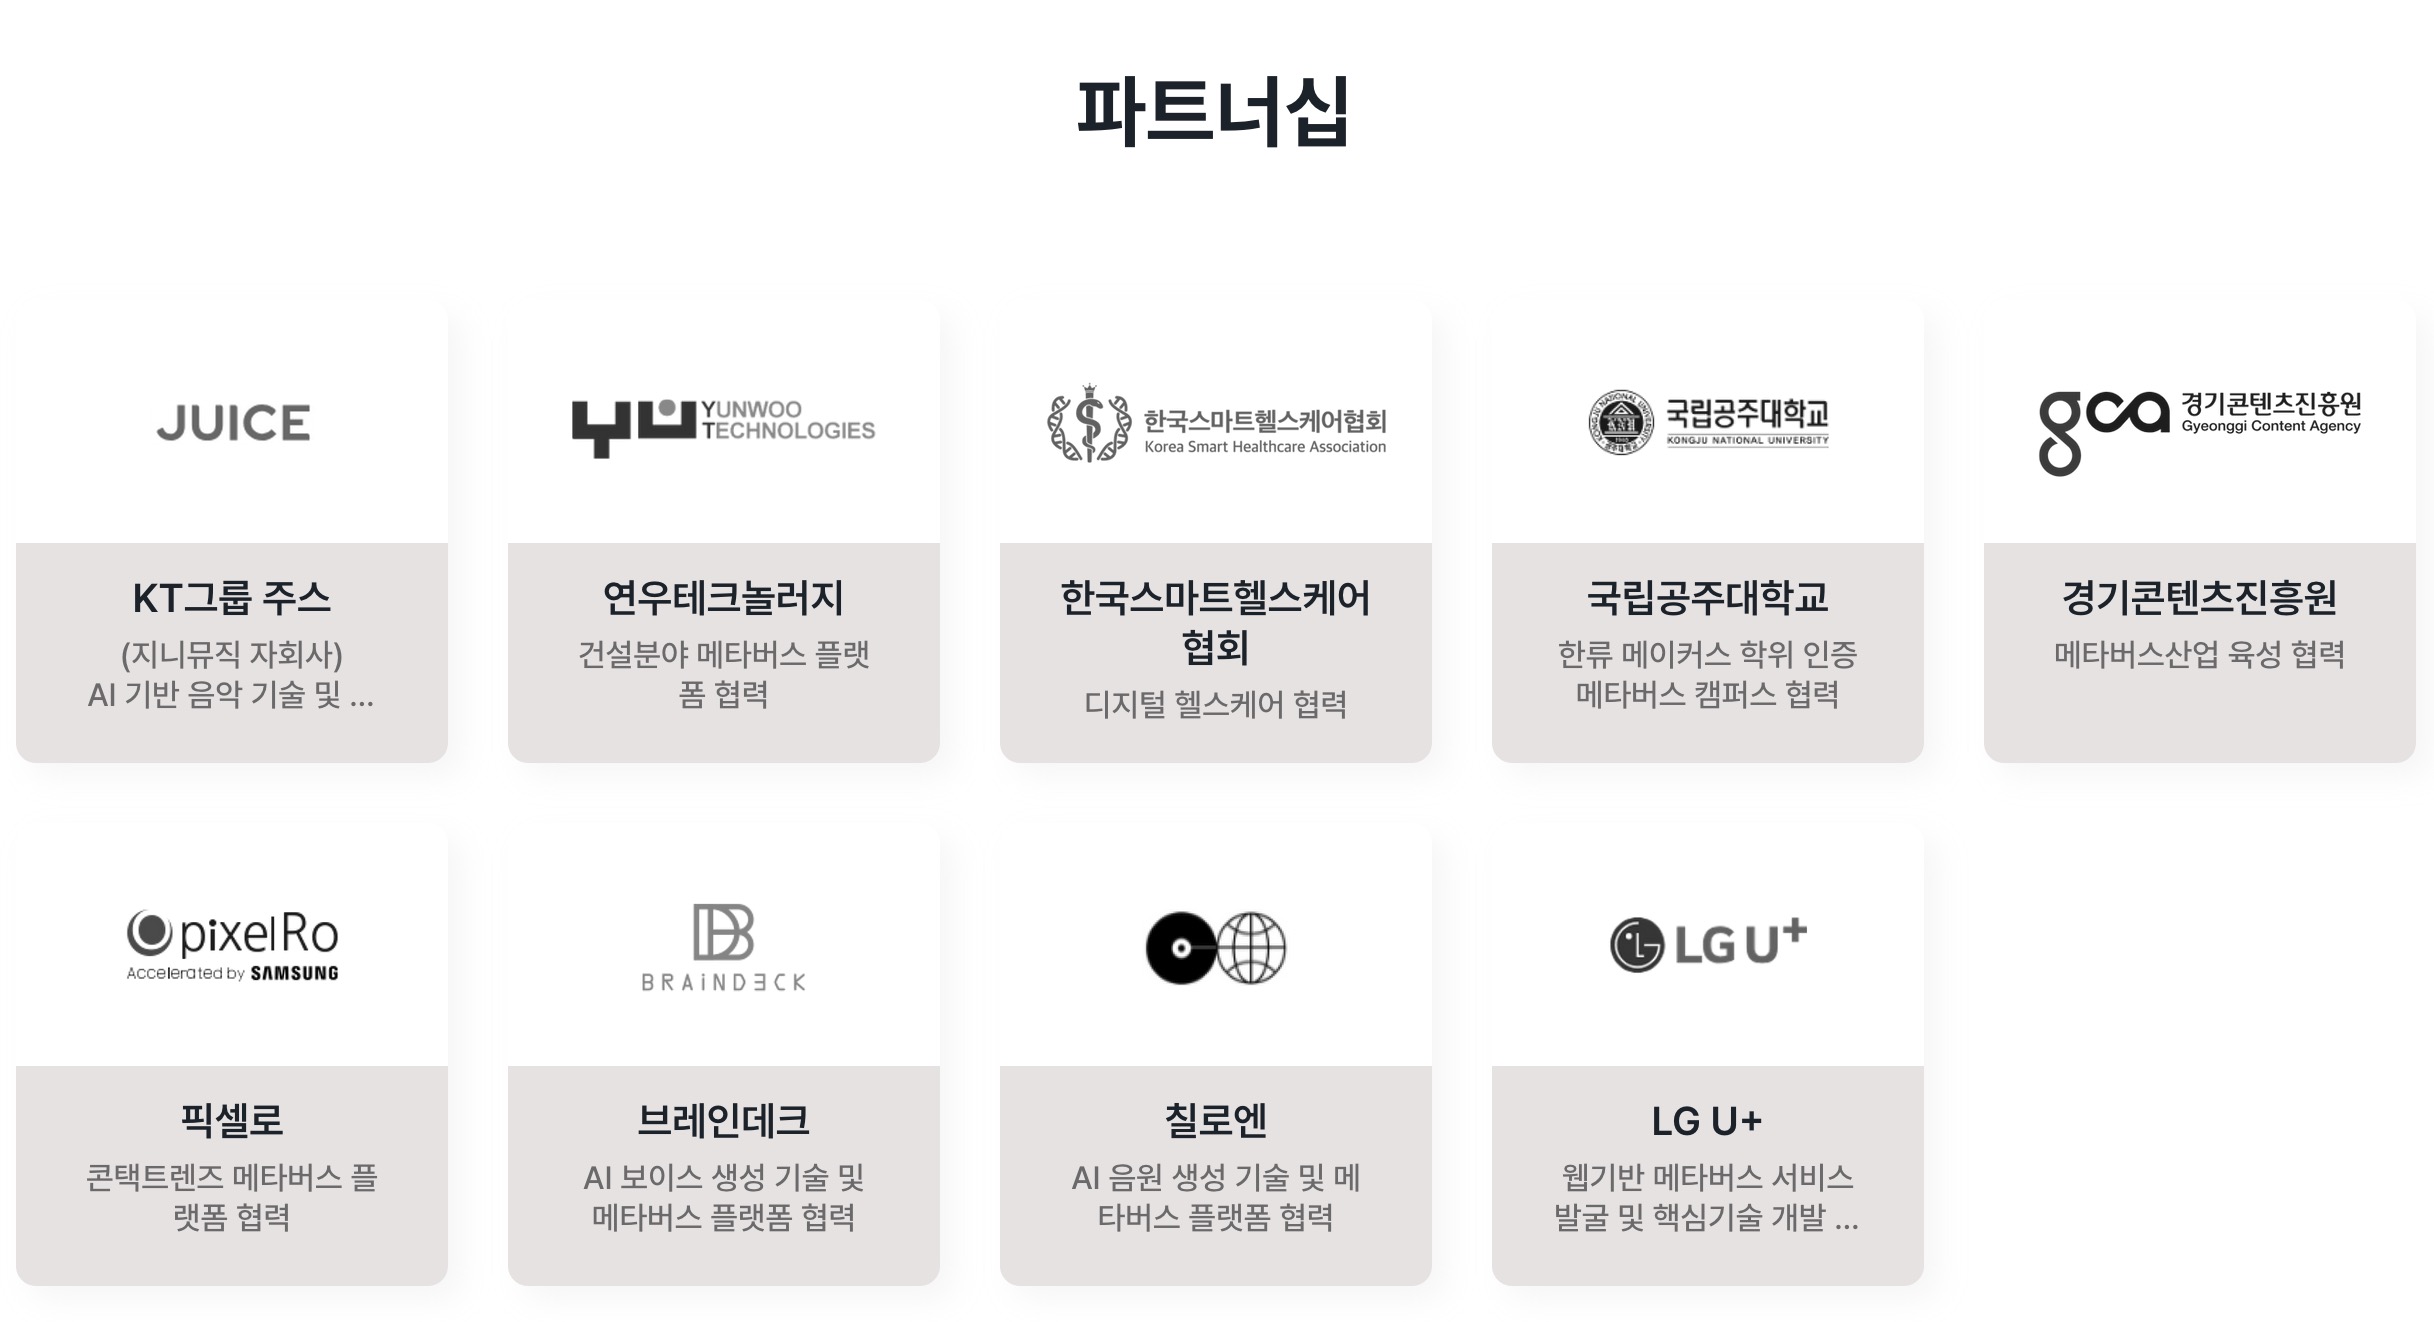 파트너십
JUICE
KT그룹 주스
(지니뮤직 자회사)
AI 기반 음악 기술 및 ...
YUNWOO
TECHNOLOGIES
연우테크놀러지
건설분야 메타버스 플랫
폼 협력
한국스마트헬스케어협회
Korea Smart Healthcare Association
한국스마트헬스케어
협회
디지털 헬스케어 협력
국립공주대학교
KONGJU NATIONAL UNIVERSITY
국립공주대학교
한류 메이커스 학위 인증
메타버스 캠퍼스 협력
gca
경기콘텐츠진흥원
Gyeonggi Content Agency
경기콘텐츠진흥원
메타버스산업 육성 협력
pixelRo
Accelerated by SAMSUNG
픽셀로
콘택트렌즈 메타버스 플
랫폼 협력
BRAiNDECK
브레인데크
AI 보이스 생성 기술 및
메타버스 플랫폼 협력
칠로엔
AI 음원 생성 기술 및 메
타버스 플랫폼 협력
LG U+
LG U+
웹기반 메타버스 서비스
발굴 및 핵심기술 개발 ...